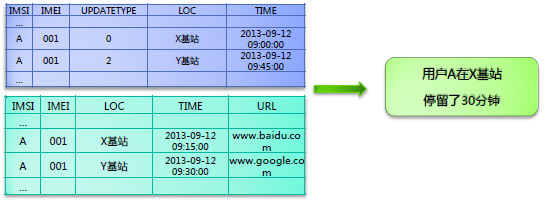 IMSI IMEI UPDATETYPE LOC TIME
...
A 001 0 X基站 2013-09-12 09:00:00
A 001 2 Y基站 2013-09-12 09:45:00
...
IMSI IMEI LOC TIME URL
...
A 001 X基站 2013-09-12 09:15:00 www.baidu.com
A 001 Y基站 2013-09-12 09:30:00 www.google.com
...
用户A在X基站
停留了30分钟